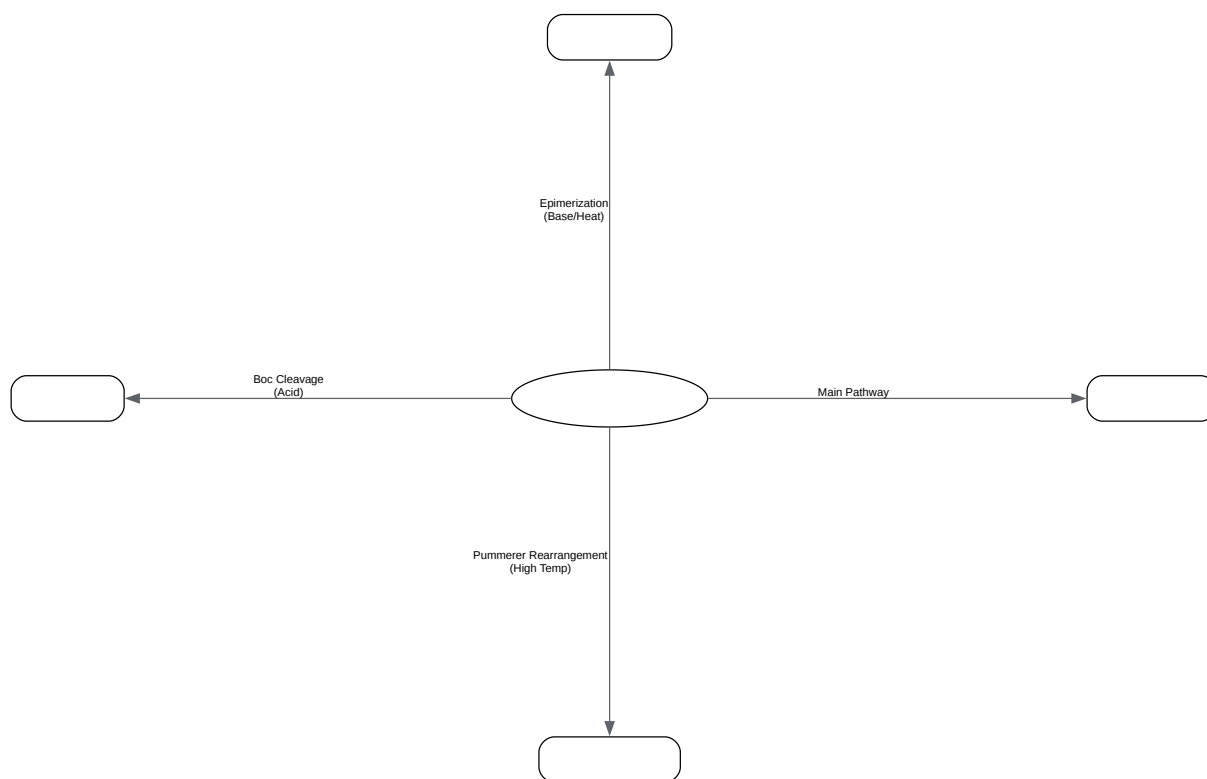 Epimerization
(Base/Heat)
Boc Cleavage
(Acid)
Main Pathway
Pummerer Rearrangement
(High Temp)